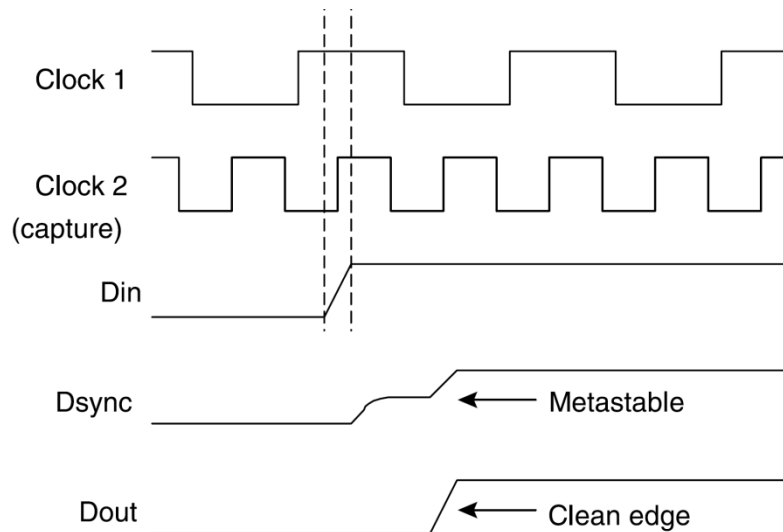 Clock 1
Clock 2
(capture)
Din
Dsync
Metastable
Dout
Clean edge